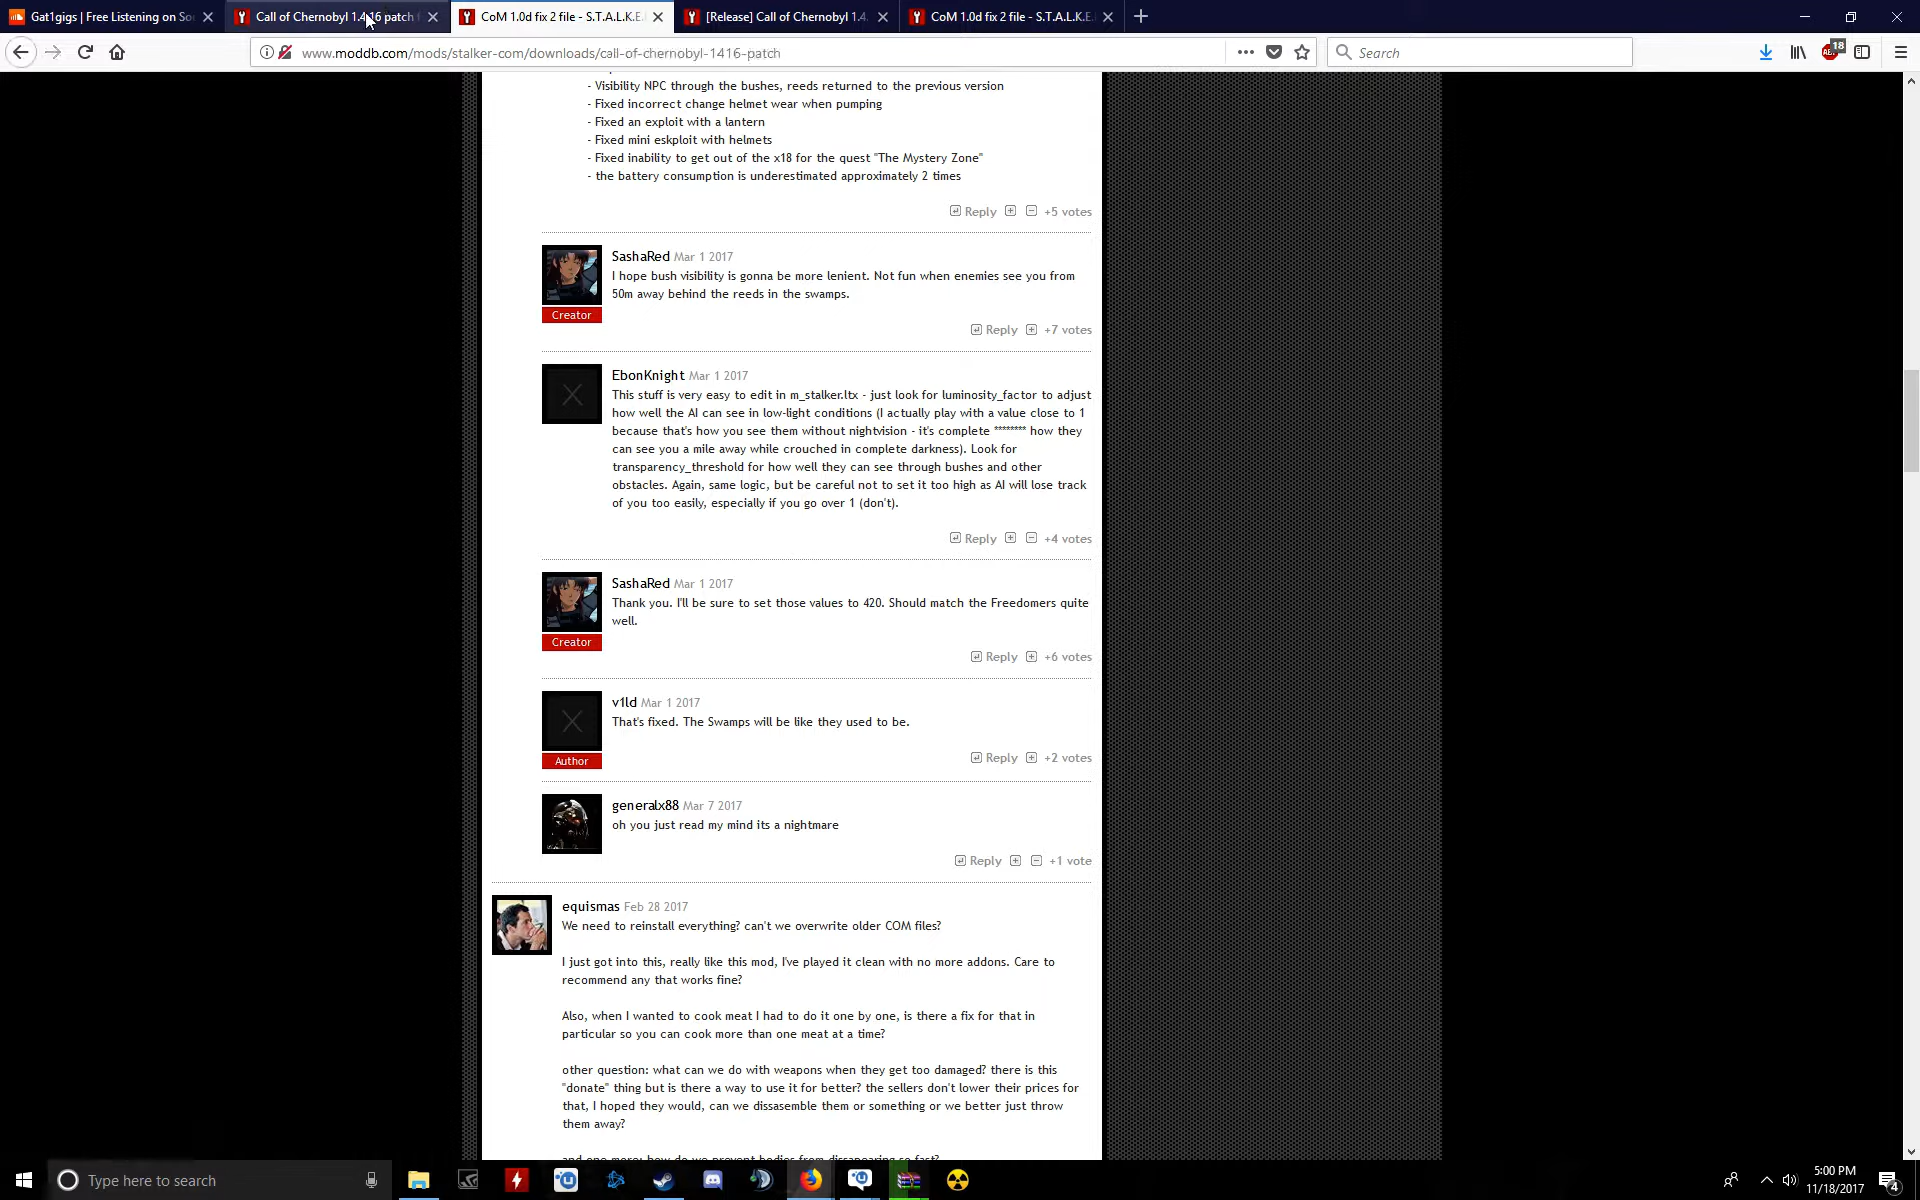 Gat1gigs | Free Listening on So
Call of Chernobyl 1.4.16 patch f
CoM 1.0d fix 2 file - S.T.A.L.K.E.
[Release] Call of Chernobyl 1.4.
CoM 1.0d fix 2 file - S.T.A.L.K.E.
www.moddb.com/mods/stalker-com/downloads/call-of-chernobyl-1416-patch
Search
18
- Visibility NPC through the bushes, reeds returned to the previous version
- Fixed incorrect change helmet wear when pumping
- Fixed an exploit with a lantern
- Fixed mini eskploit with helmets
- Fixed inability to get out of the x18 for the quest "The Mystery Zone"
- the battery consumption is underestimated approximately 2 times
Reply +5 votes
SashaRed Mar 1 2017
I hope bush visibility is gonna be more lenient. Not fun when enemies see you from
50m away behind the reeds in the swamps.
Creator
Reply +7 votes
EbonKnight Mar 1 2017
This stuff is very easy to edit in m_stalker.ltx - just look for luminosity_factor to adjust
how well the AI can see in low-light conditions (I actually play with a value close to 1
because that's how you see them without nightvision - it's complete ******** how they
can see you a mile away while crouched in complete darkness). Look for
transparency_threshold for how well they can see through bushes and other
obstacles. Again, same logic, but be careful not to set it too high as AI will lose track
of you too easily, especially if you go over 1 (don't).
Reply +4 votes
SashaRed Mar 1 2017
Thank you. I'll be sure to set those values to 420. Should match the Freedomers quite
well.
Creator
Reply +6 votes
v1ld Mar 1 2017
That's fixed. The Swamps will be like they used to be.
Author
Reply +2 votes
generalx88 Mar 7 2017
oh you just read my mind its a nightmare
Reply +1 vote
equismas Feb 28 2017
We need to reinstall everything? can't we overwrite older COM files?
I just got into this, really like this mod, I've played it clean with no more addons. Care to
recommend any that works fine?
Also, when I wanted to cook meat I had to do it one by one, is there a fix for that in
particular so you can cook more than one meat at a time?
other question: what can we do with weapons when they get too damaged? there is this
"donate" thing but is there a way to use it for better? the sellers don't lower their prices for
that, I hoped they would, can we dissasemble them or something or we better just throw
them away?
and one more: how do we prevent bodies from dissapearing so fast?
Type here to search
5:00 PM
11/18/2017
4